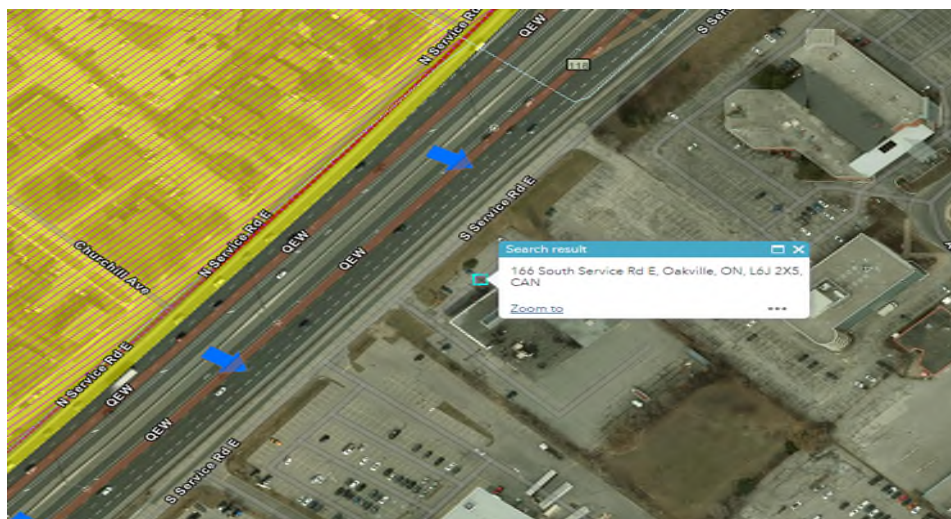 N Service Rd E
QEW
S Service Rd E
118
N Service Rd E
QEW
S Service Rd E
Churchill Ave
QEW
Search result
166 South Service Rd E, Oakville, ON, L6J 2X5,
CAN
Zoom to
N Service Rd E
QEW
QEW
S Service Rd E